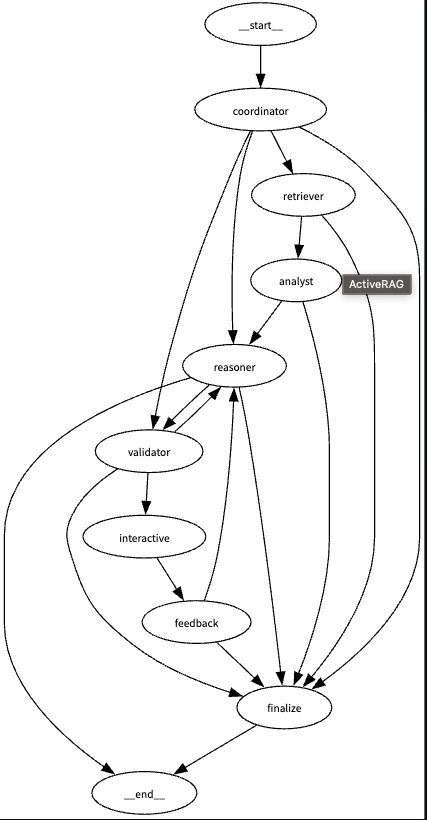 __start__
coordinator
retriever
analyst
ActiveRAG
reasoner
validator
interactive
feedback
finalize
__end__